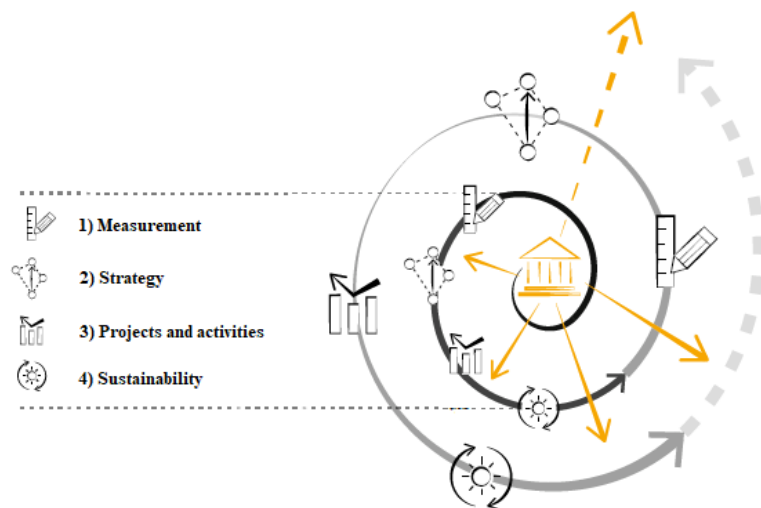 1) Measurement
2) Strategy
3) Projects and activities
4) Sustainability